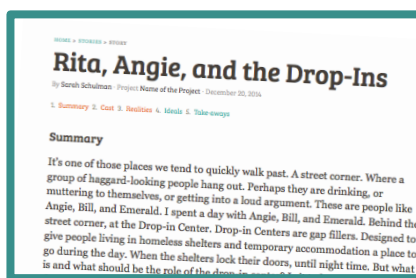 HOME » STORIES » STORY
Rita, Angie, and the Drop-Ins
By Sarah Schulman · Project Name of the Project · December 20, 2014
1. Summary 2. Cast 3. Realities 4. Ideals 5. Take-aways
Summary
It's one of those places we tend to quickly walk past. A street corner. Where a
group of haggard-looking people hang out. Perhaps they are drinking, or
muttering to themselves, or getting into a loud argument. These are people like
Angie, Bill, and Emerald. I spent a day with Angie, Bill, and Emerald. Behind the
street corner, at the Drop-in Center. Drop-in Centers are gap fillers. Designed to
give people living in homeless shelters and temporary accommodation a place to
go during the day. When the shelters lock their doors, until night time. But
is and what should be the role of the drop-in